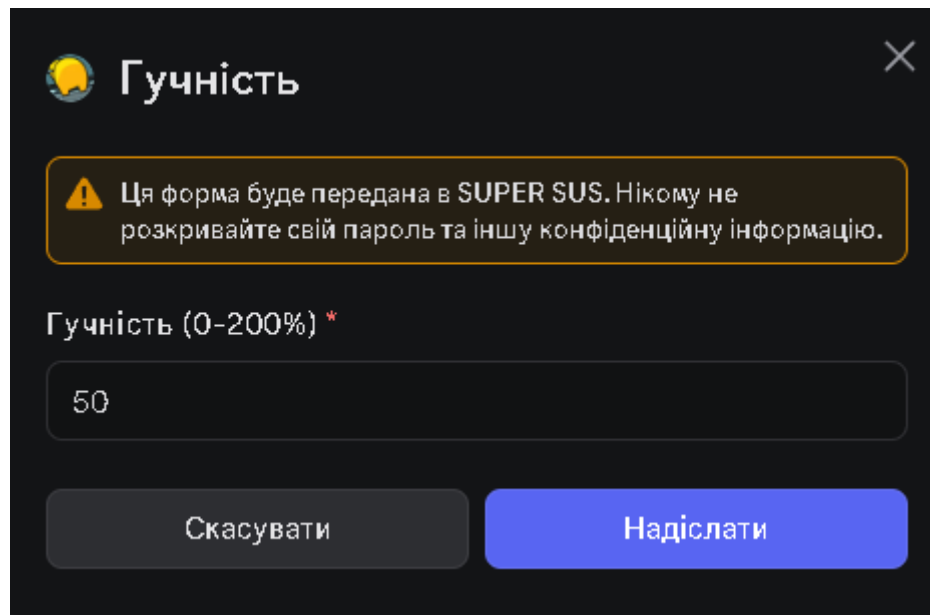 Гучність
Ця форма буде передана в SUPER SUS. Нікому не
розкривайте свій пароль та іншу конфіденційну інформацію.
Гучність (0-200%) *
50
Скасувати
Надіслати